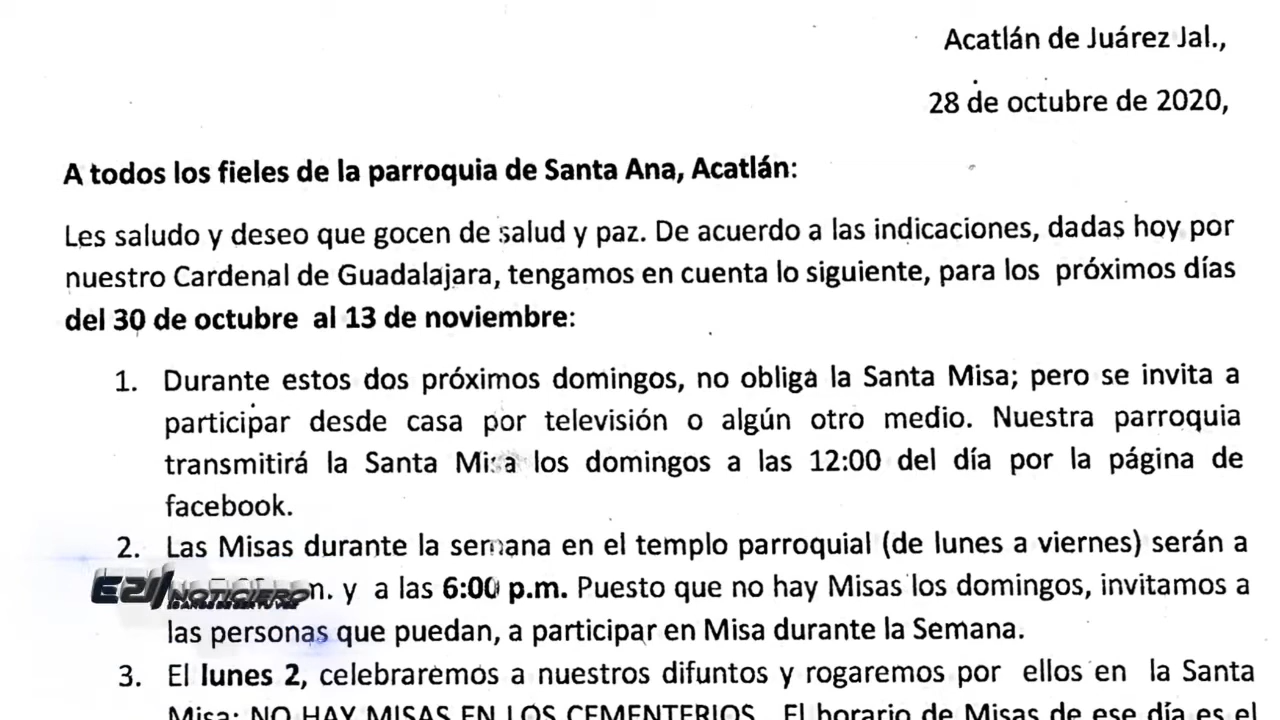 Acatlán de Juárez Jal.,
28 de octubre de 2020,
A todos los fieles de la parroquia de Santa Ana, Acatlán:
Les saludo y deseo que gocen de salud y paz. De acuerdo a las indicaciones, dadas hoy por
nuestro Cardenal de Guadalajara, tengamos en cuenta lo siguiente, para los próximos días
del 30 de octubre al 13 de noviembre:
1. Durante estos dos próximos domingos, no obliga la Santa Misa; pero se invita a
participar desde casa por televisión o algún otro medio. Nuestra parroquia
transmitirá la Santa Misa los domingos a las 12:00 del día por la página de
facebook.
2. Las Misas durante la semana en el templo parroquial (de lunes a viernes) serán a
E21 NOTICIERO n. y a las 6:00 p.m. Puesto que no hay Misas los domingos, invitamos a
las personas que puedan, a participar en Misa durante la Semana.
3. El lunes 2, celebraremos a nuestros difuntos y rogaremos por ellos en la Santa
Misa: NO HAY MISAS EN LOS CEMENTERIOS. El horario de Misas de ese día es el